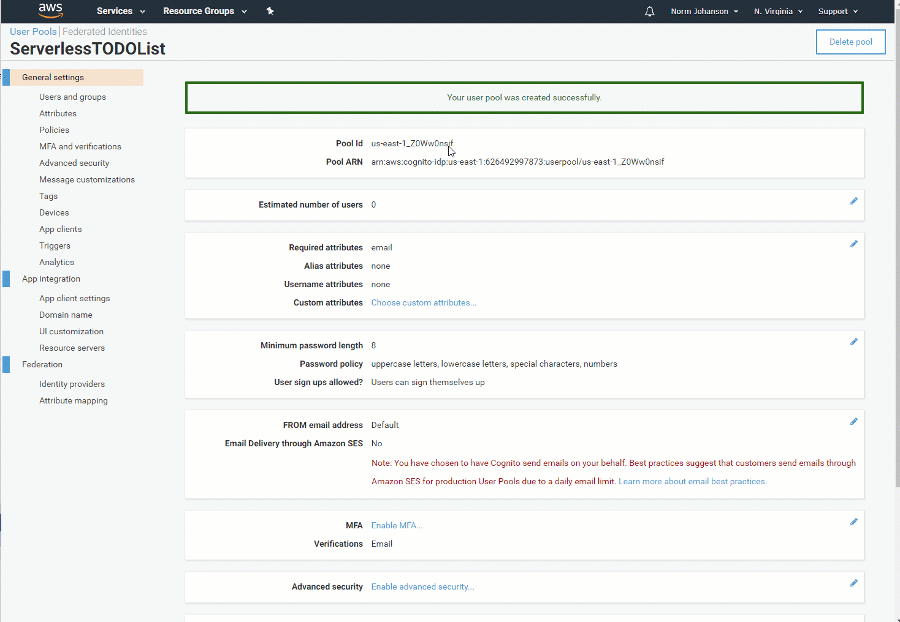 aws Services Resource Groups Norm Johanson N. Virginia Support
User Pools | Federated Identities
ServerlessTODOList
Delete pool
General settings
Users and groups
Attributes
Policies
MFA and verifications
Advanced security
Message customizations
Tags
Devices
App clients
Triggers
Analytics
App integration
App client settings
Domain name
UI customization
Resource servers
Federation
Identity providers
Attribute mapping
Your user pool was created successfully.
Pool Id us-east-1_Z0Ww0nsif
Pool ARN arn:aws:cognito-idp:us-east-1:626492997873:userpool/us-east-1_Z0Ww0nsIf
Estimated number of users 0
Required attributes email
Alias attributes none
Username attributes none
Custom attributes Choose custom attributes...
Minimum password length 8
Password policy uppercase letters, lowercase letters, special characters, numbers
User sign ups allowed? Users can sign themselves up
FROM email address Default
Email Delivery through Amazon SES No
Note: You have chosen to have Cognito send emails on your behalf. Best practices suggest that customers send emails through
Amazon SES for production User Pools due to a daily email limit. Learn more about email best practices.
MFA Enable MFA...
Verifications Email
Advanced security Enable advanced security...